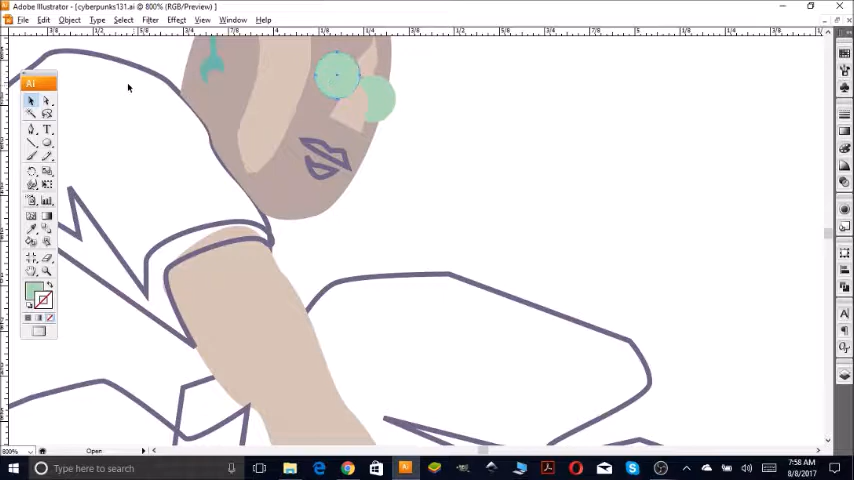 Adobe Illustrator - [cyberpunks131.ai @ 800% (RGB/Preview) ]
File Edit Object Type Select Filter Effect View Window Help
Ai
T
800% Open
Type here to search
Ai
7:58 AM
8/8/2017